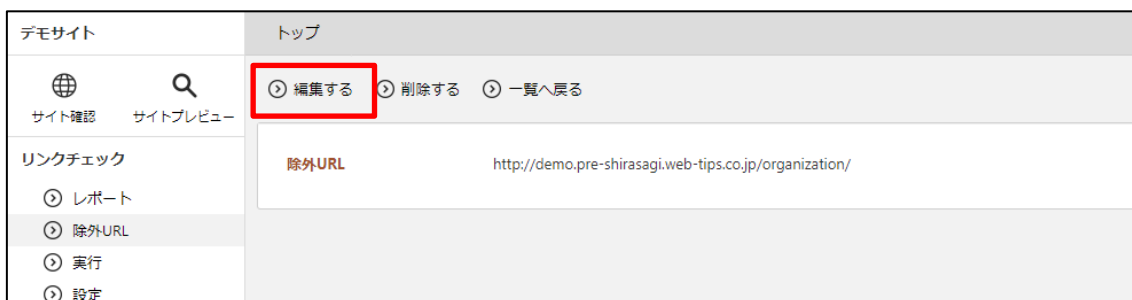 デモサイト
トップ
サイト確認 サイトプレビュー
編集する 削除する 一覧へ戻る
リンクチェック
除外URL http://demo.pre-shirasagi.web-tips.co.jp/organization/
レポート
除外URL
実行
設定